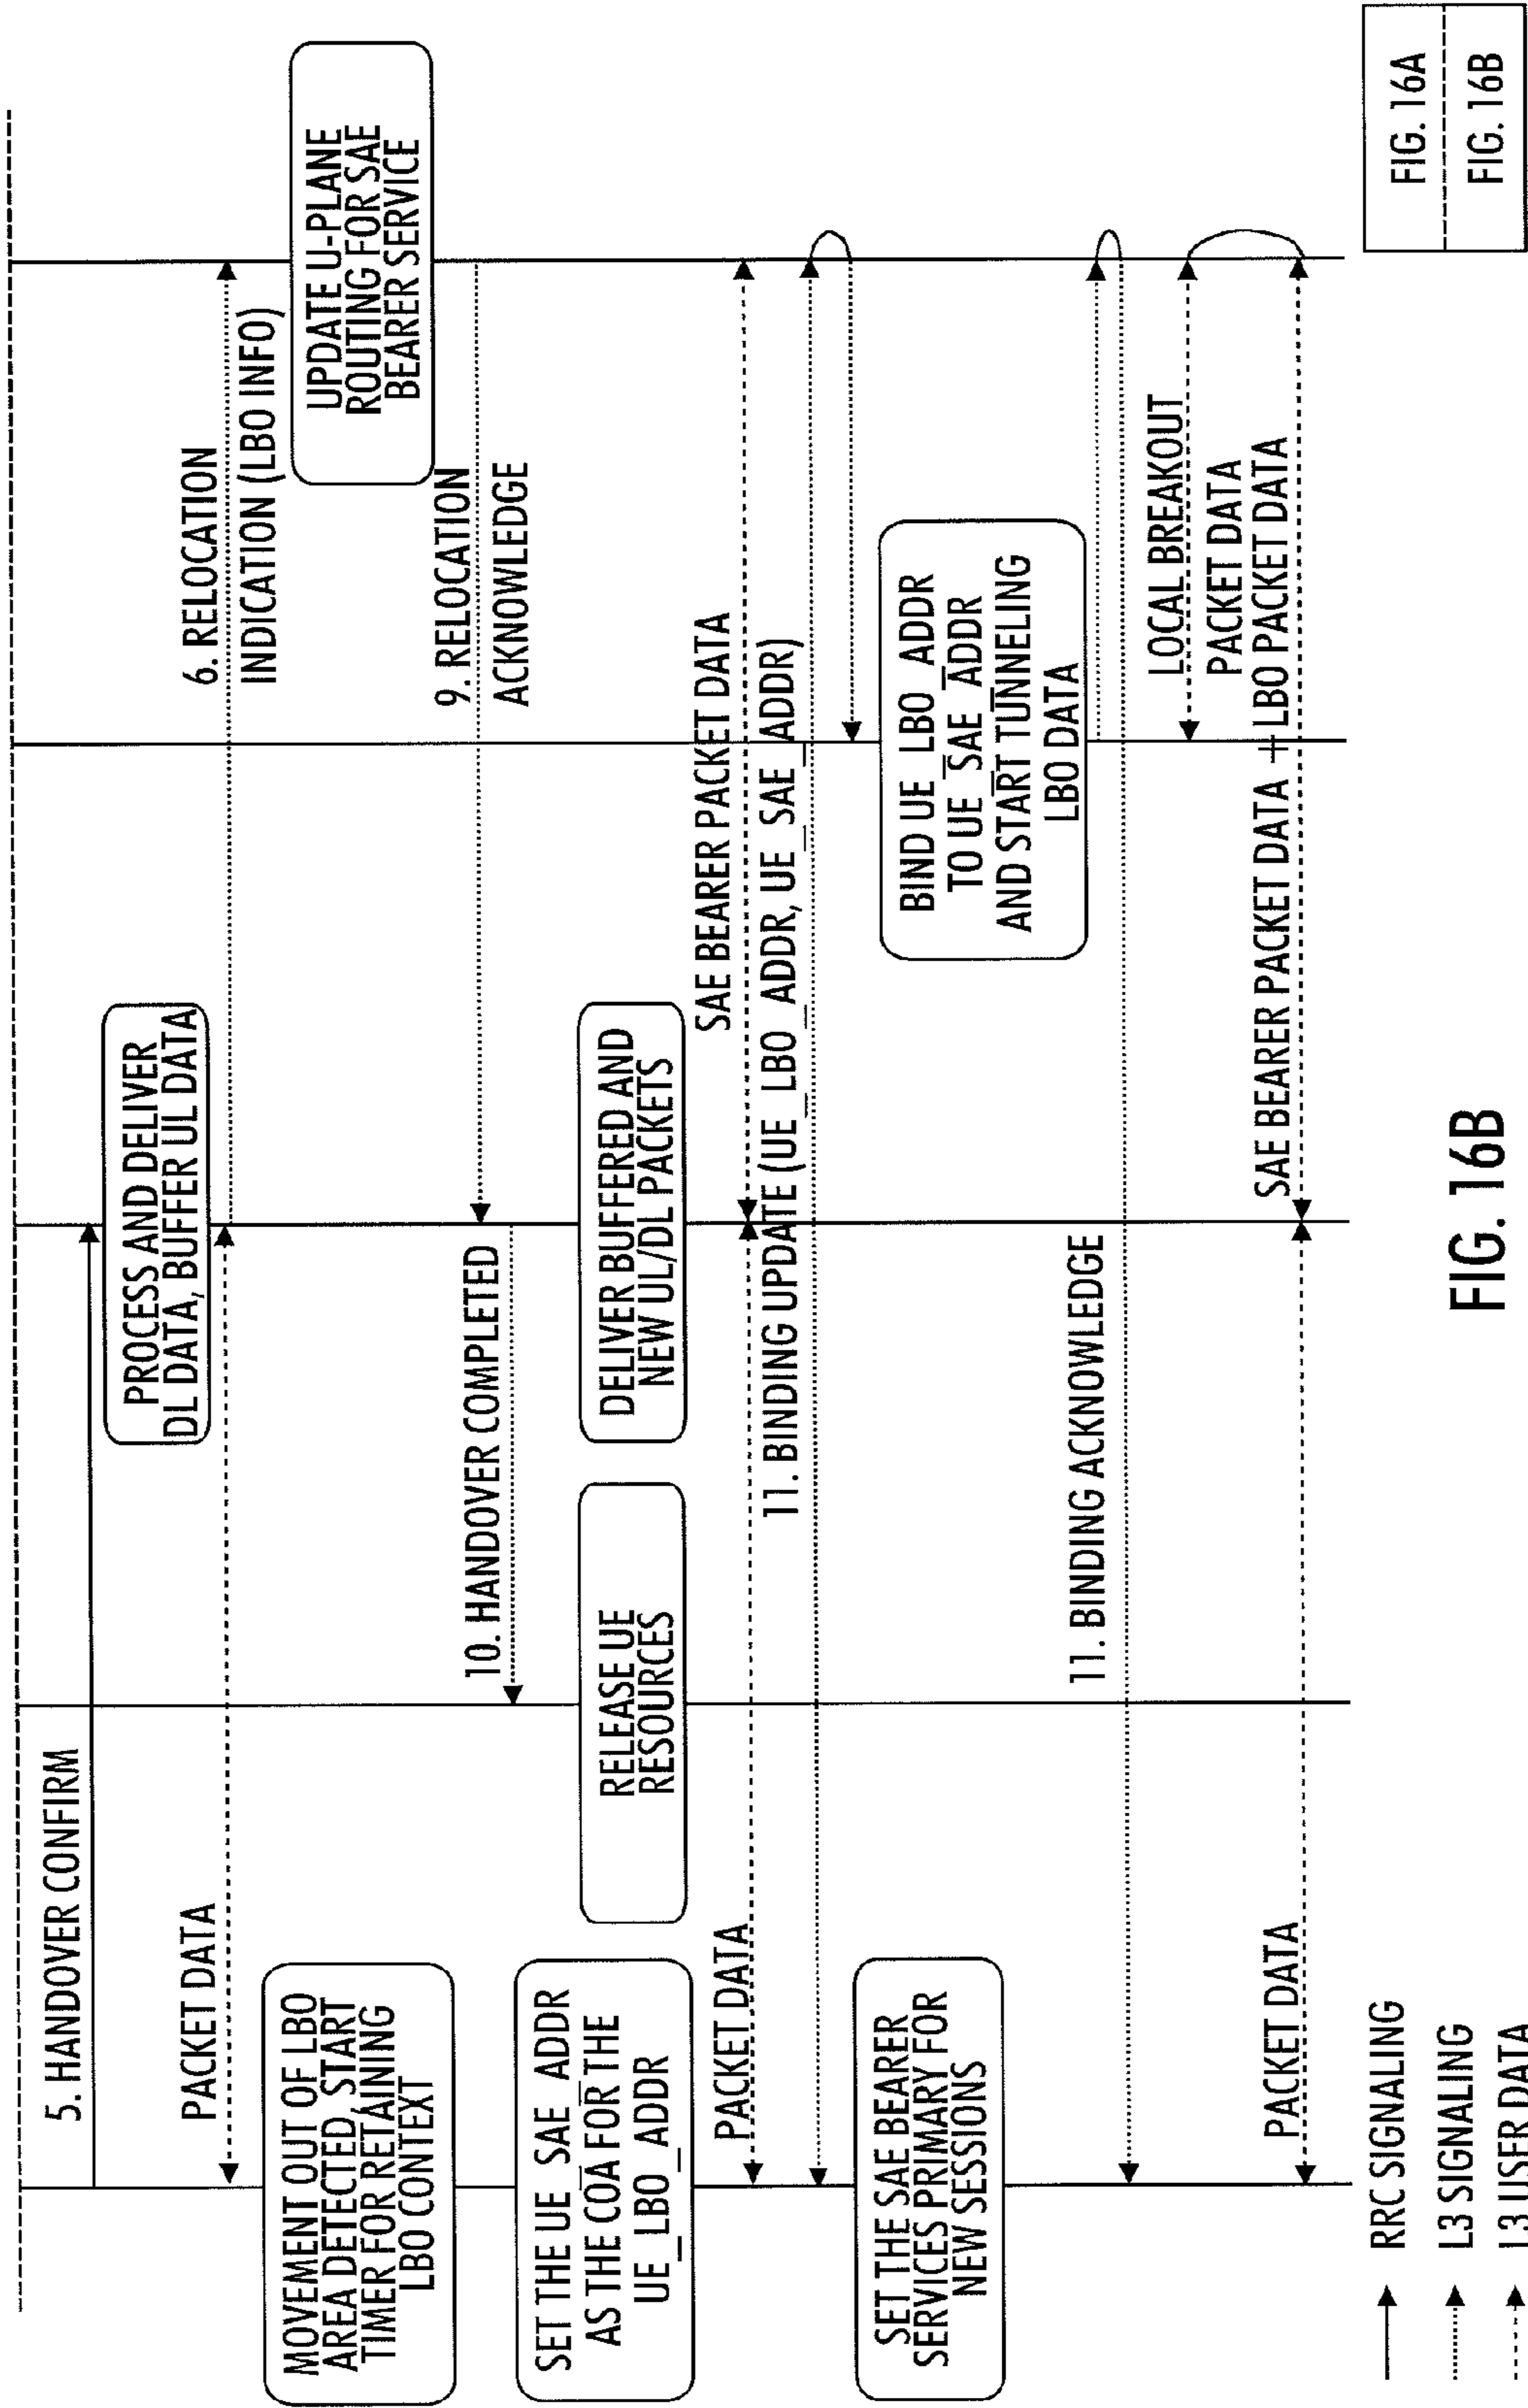 5. HANDOVER CONFIRM
PROCESS AND DELIVER
DL DATA, BUFFER UL DATA
PACKET DATA
6. RELOCATION
INDICATION (LBO INFO)
MOVEMENT OUT OF LBO
AREA DETECTED, START
TIMER FOR RETAINING
LBO CONTEXT
UPDATE U-PLANE
ROUTING FOR SAE
BEARER SERVICE
9. RELOCATION
ACKNOWLEDGE
10. HANDOVER COMPLETED
SET THE UE_SAE_ADDR
AS THE COA FOR THE
UE_LBO_ADDR
RELEASE UE
RESOURCES
DELIVER BUFFERED AND
NEW UL/DL PACKETS
PACKET DATA
SAE BEARER PACKET DATA
11. BINDING UPDATE (UE_LBO_ADDR, UE_SAE_ADDR)
SET THE SAE BEARER
SERVICES PRIMARY FOR
NEW SESSIONS
BIND UE_LBO_ADDR
TO UE_SAE_ADDR
AND START TUNNELING
LBO DATA
11. BINDING ACKNOWLEDGE
LOCAL BREAKOUT
PACKET DATA
PACKET DATA
SAE BEARER PACKET DATA + LBO PACKET DATA
RRC SIGNALING
L3 SIGNALING
L3 USER DATA
FIG. 16B
FIG. 16A
FIG. 16B